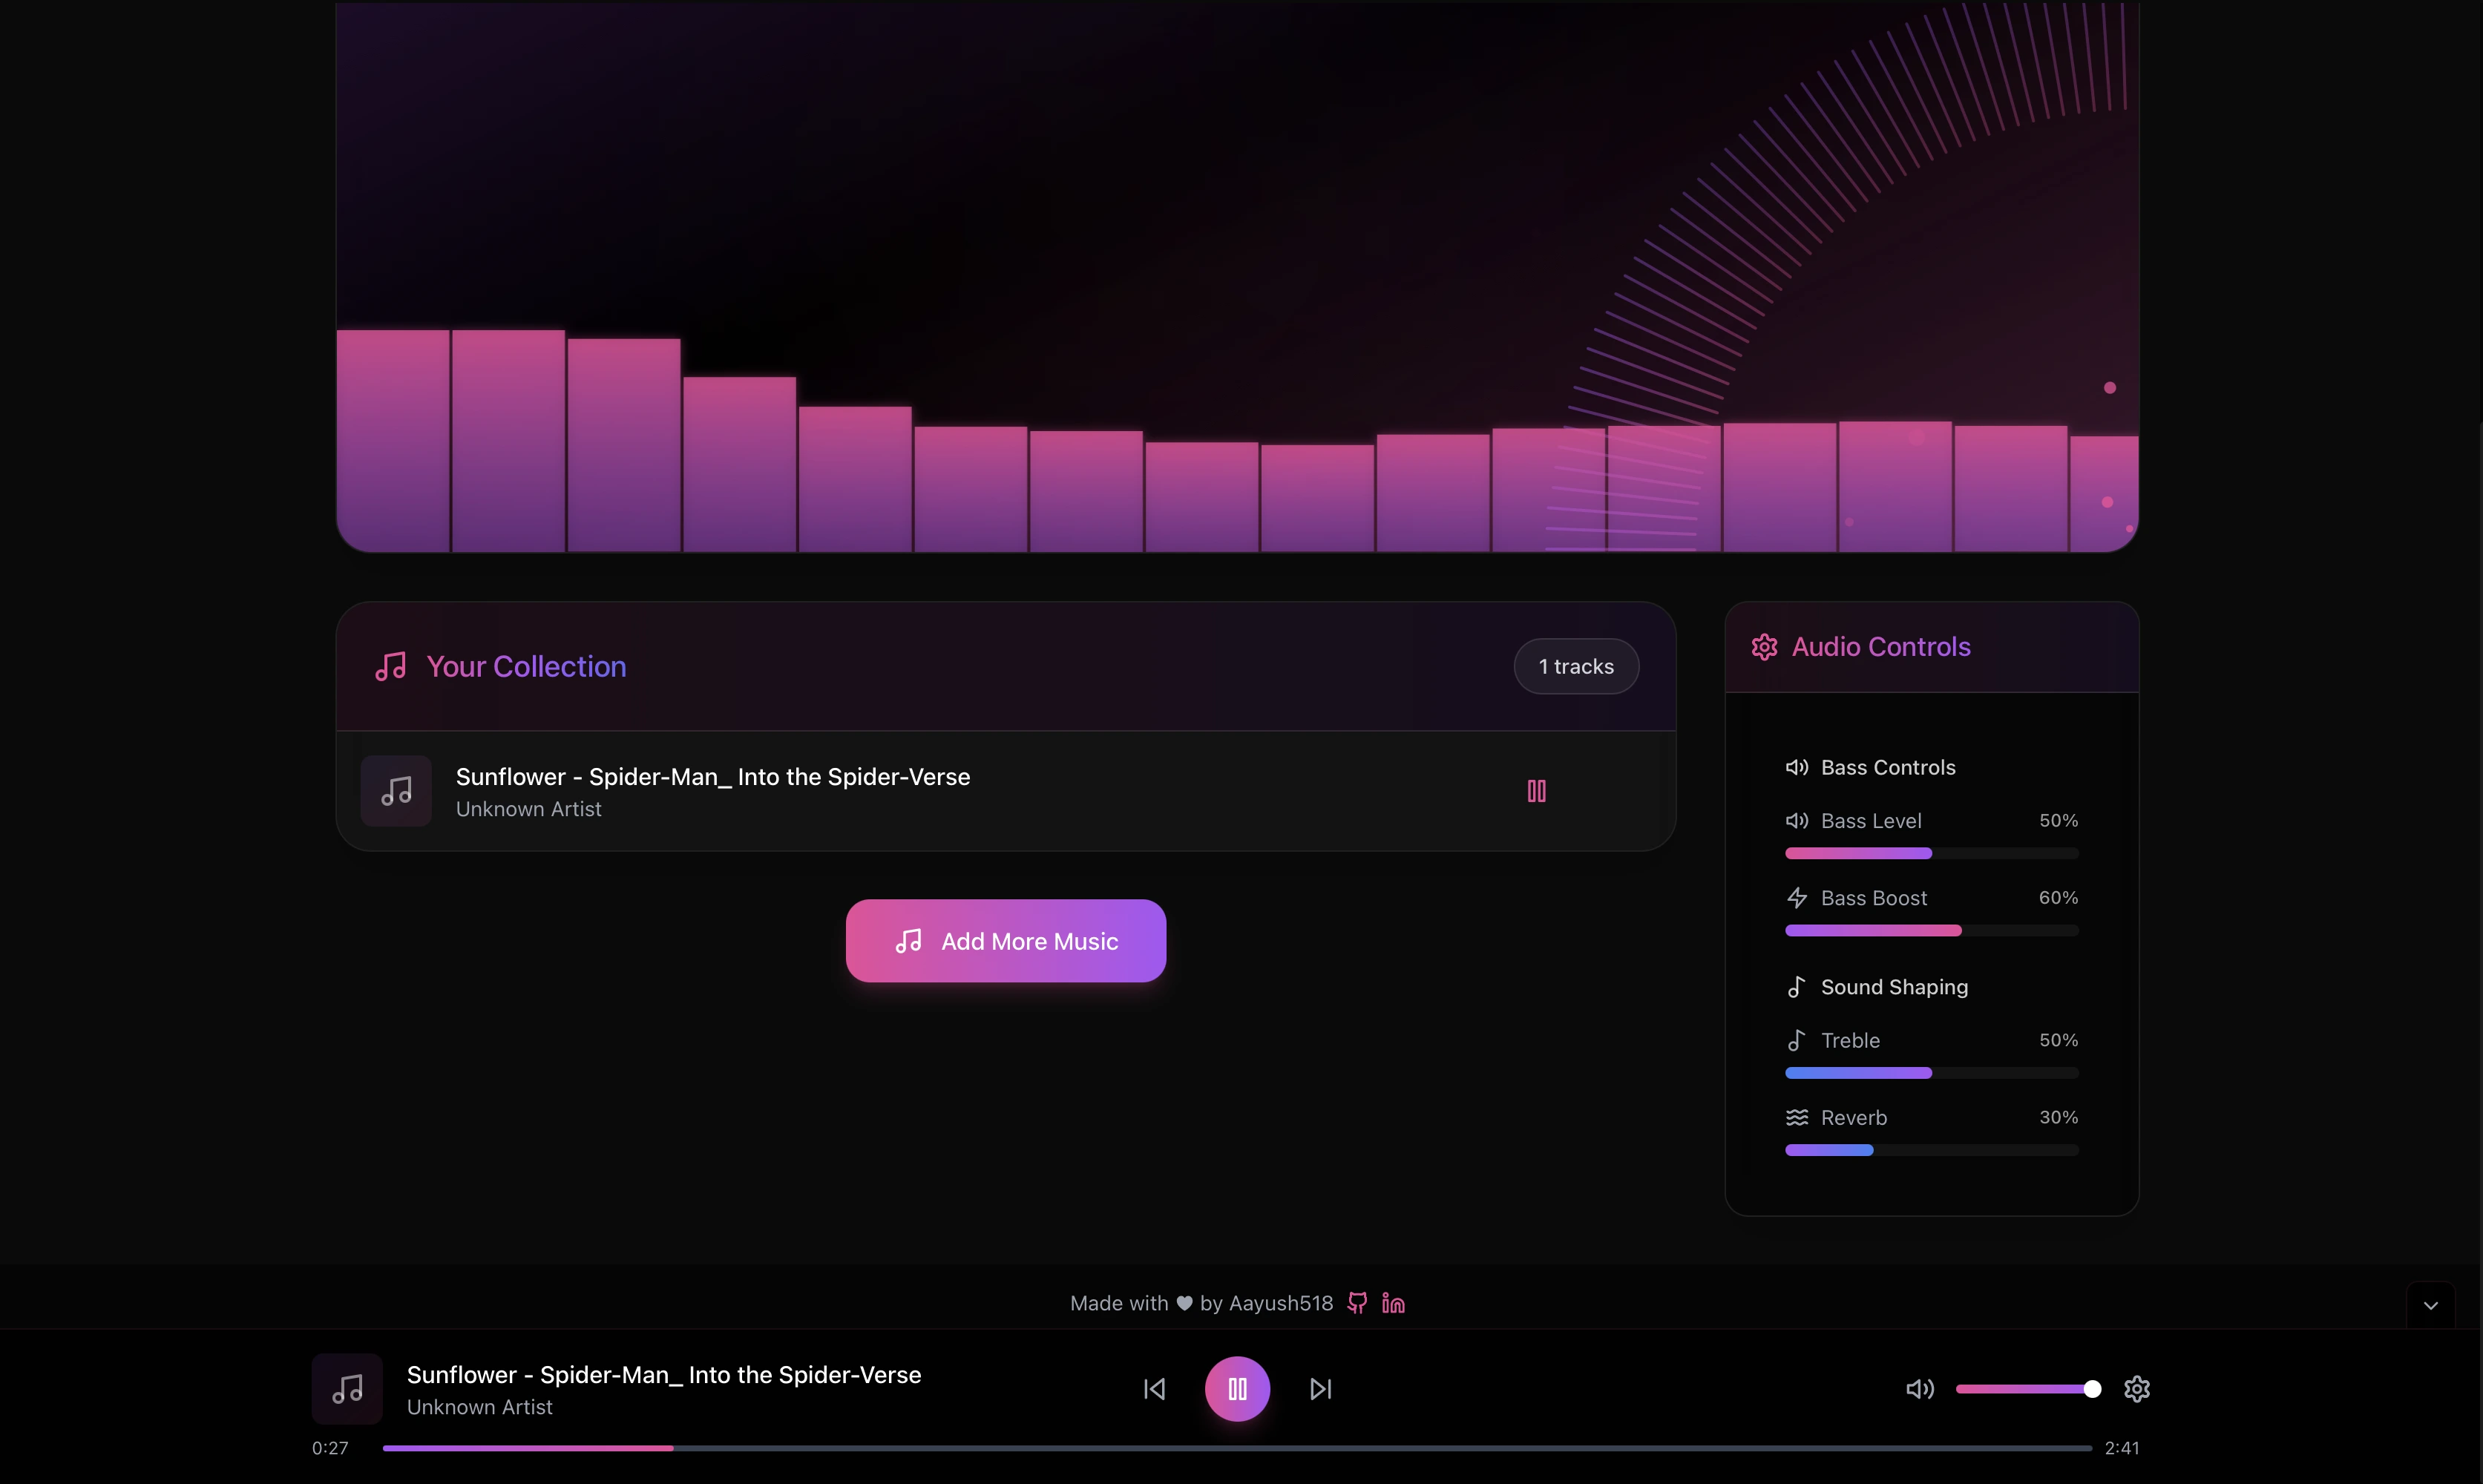 Your Collection
1 tracks
Sunflower - Spider-Man_ Into the Spider-Verse
Unknown Artist
Add More Music
Audio Controls
Bass Controls
Bass Level 50%
Bass Boost 60%
Sound Shaping
Treble 50%
Reverb 30%
Made with 🖤 by Aayush518
Sunflower - Spider-Man_ Into the Spider-Verse
Unknown Artist
0:27
2:41